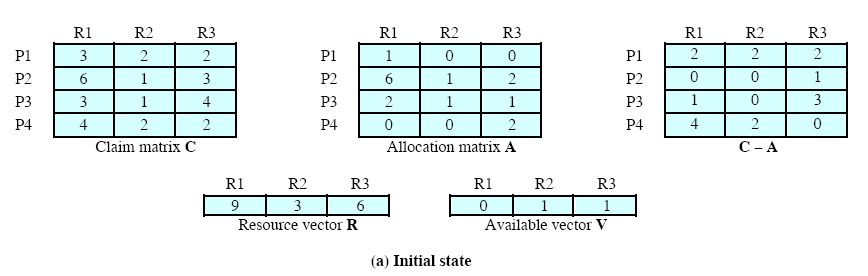 R1 R2 R3 R1 R2 R3 R1 R2 R3
P1 3 2 2 P1 1 0 0 P1 2 2 2
P2 6 1 3 P2 6 1 2 P2 0 0 1
P3 3 1 4 P3 2 1 1 P3 1 0 3
P4 4 2 2 P4 0 0 2 P4 4 2 0
Claim matrix C Allocation matrix A C – A
R1 R2 R3 R1 R2 R3
9 3 6 0 1 1
Resource vector R Available vector V
(a) Initial state